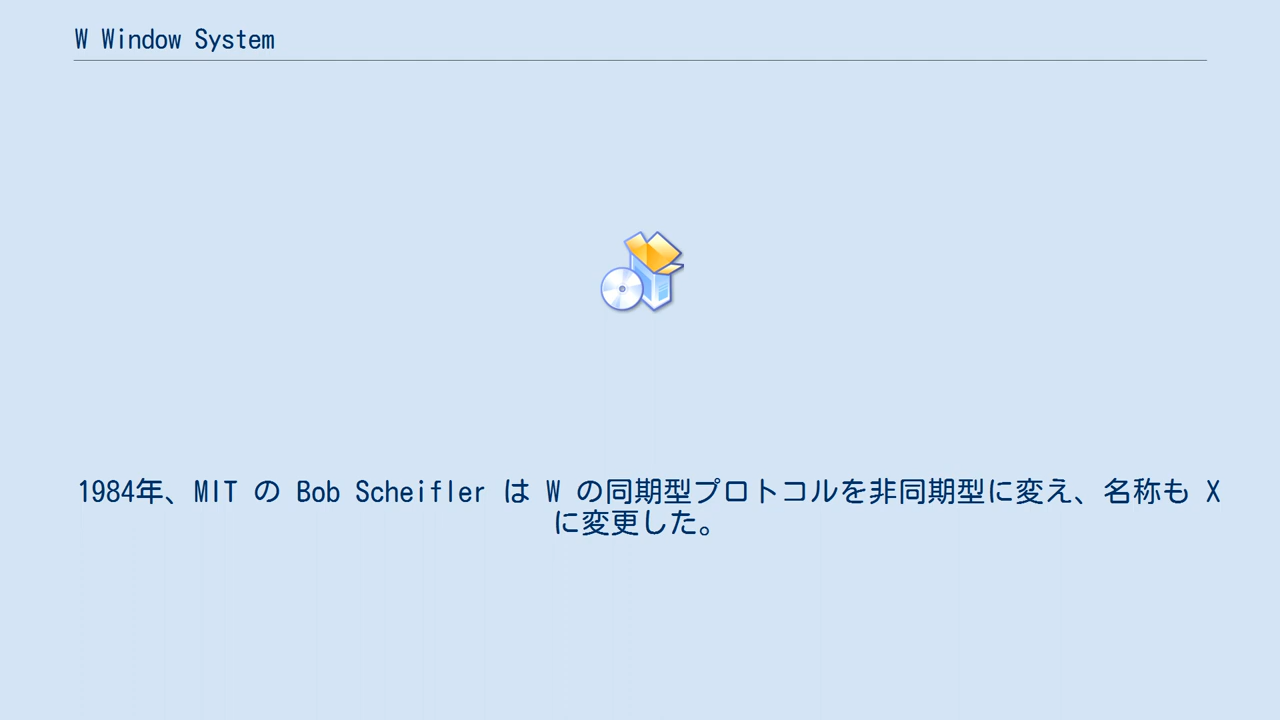 W Window System
1984年、MIT の Bob Scheifler は W の同期型プロトコルを非同期型に変え、名称も X
に変更した。